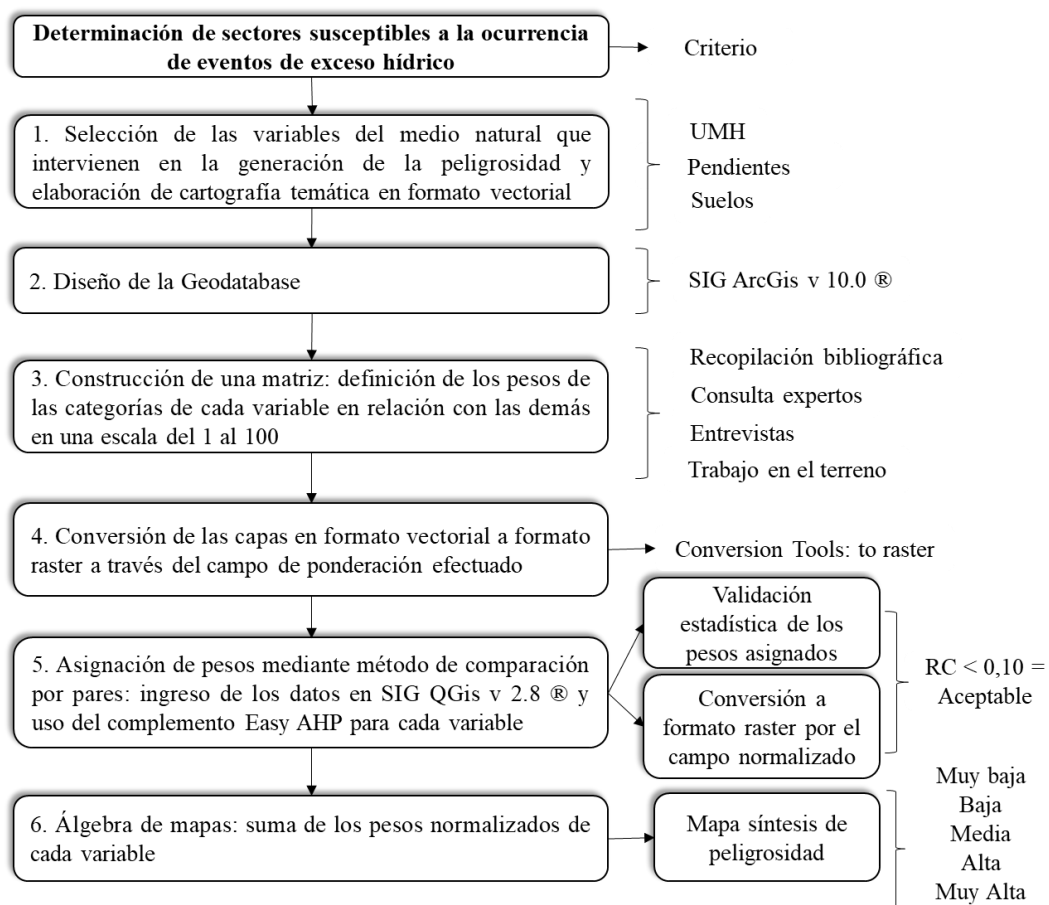 Determinación de sectores susceptibles a la ocurrencia
de eventos de exceso hídrico
Criterio
1. Selección de las variables del medio natural que
intervienen en la generación de la peligrosidad y
elaboración de cartografía temática en formato vectorial
UMH
Pendientes
Suelos
2. Diseño de la Geodatabase
SIG ArcGis v 10.0 ®
3. Construcción de una matriz: definición de los pesos de
las categorías de cada variable en relación con las demás
en una escala del 1 al 100
Recopilación bibliográfica
Consulta expertos
Entrevistas
Trabajo en el terreno
4. Conversión de las capas en formato vectorial a formato
raster a través del campo de ponderación efectuado
Conversion Tools: to raster
5. Asignación de pesos mediante método de comparación
por pares: ingreso de los datos en SIG QGis v 2.8 ® y
uso del complemento Easy AHP para cada variable
Validación
estadística de los
pesos asignados
Conversión a
formato raster por el
campo normalizado
RC < 0,10 =
Aceptable
6. Álgebra de mapas: suma de los pesos normalizados de
cada variable
Mapa síntesis de
peligrosidad
Muy baja
Baja
Media
Alta
Muy Alta